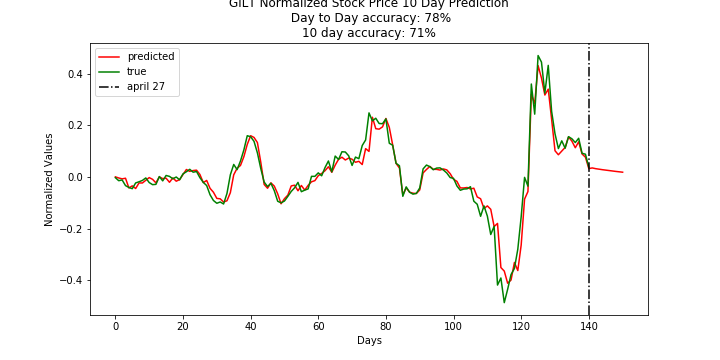 GILT Normalized Stock Price 10 Day Prediction
Day to Day accuracy: 78%
10 day accuracy: 71%
predicted
true
april 27
Normalized Values
0.4
0.2
0.0
−0.2
−0.4
0
20
40
60
80
100
120
140
Days